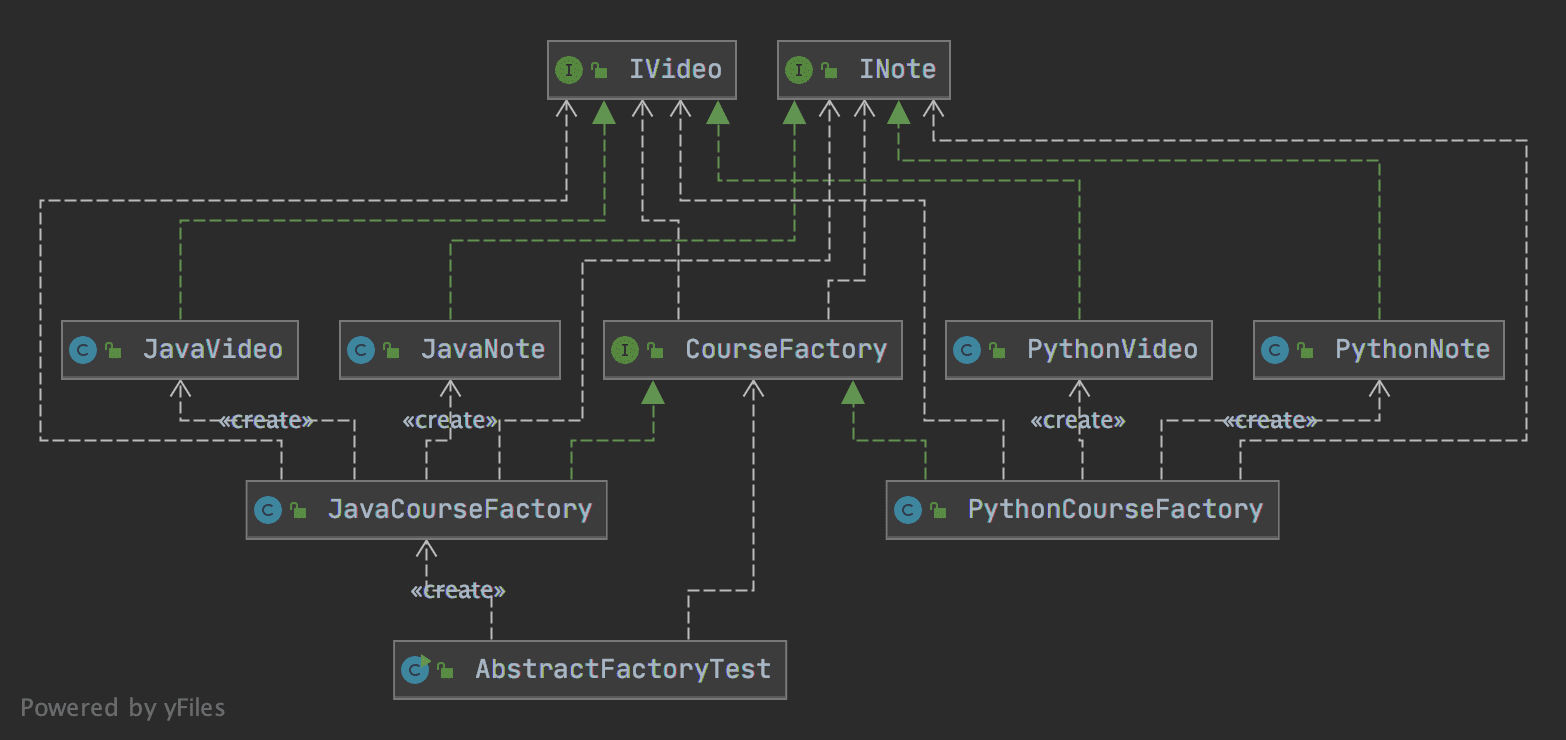 IVideo
INote
JavaVideo
JavaNote
CourseFactory
PythonVideo
PythonNote
«create»
«create»
«create»
«create»
JavaCourseFactory
PythonCourseFactory
«create»
AbstractFactoryTest
Powered by yFiles